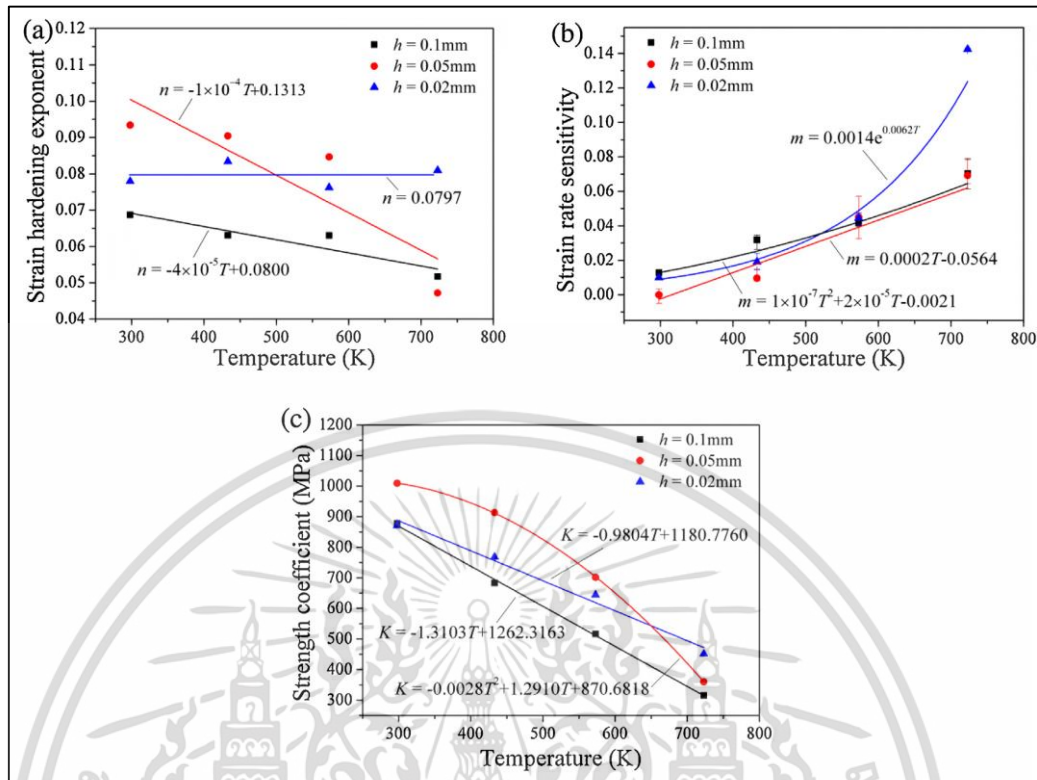 (a)
Strain hardening exponent
0.13
0.12
0.11
0.10
0.09
0.08
0.07
0.06
0.05
0.04
h = 0.1mm
h = 0.05mm
h = 0.02mm
n = -1×10⁻⁴ T+0.1313
n = 0.0797
n = -4×10⁻⁵T+0.0800
300 400 500 600 700 800
Temperature (K)
(b)
Strain rate sensitivity
0.14
0.12
0.10
0.08
0.06
0.04
0.02
0.00
h = 0.1mm
h = 0.05mm
h = 0.02mm
m = 0.0014e^0.0062T
m = 0.0002T-0.0564
m = 1×10⁻⁷T²+2×10⁻⁵T-0.0021
300 400 500 600 700 800
Temperature (K)
(c)
Strength coefficient (MPa)
1200
1100
1000
900
800
700
600
500
400
300
h = 0.1mm
h = 0.05mm
h = 0.02mm
K = -0.9804T+1180.7760
K = -1.3103T+1262.3163
K = -0.0028T²+1.2910T+870.6818
300 400 500 600 700 800
Temperature (K)